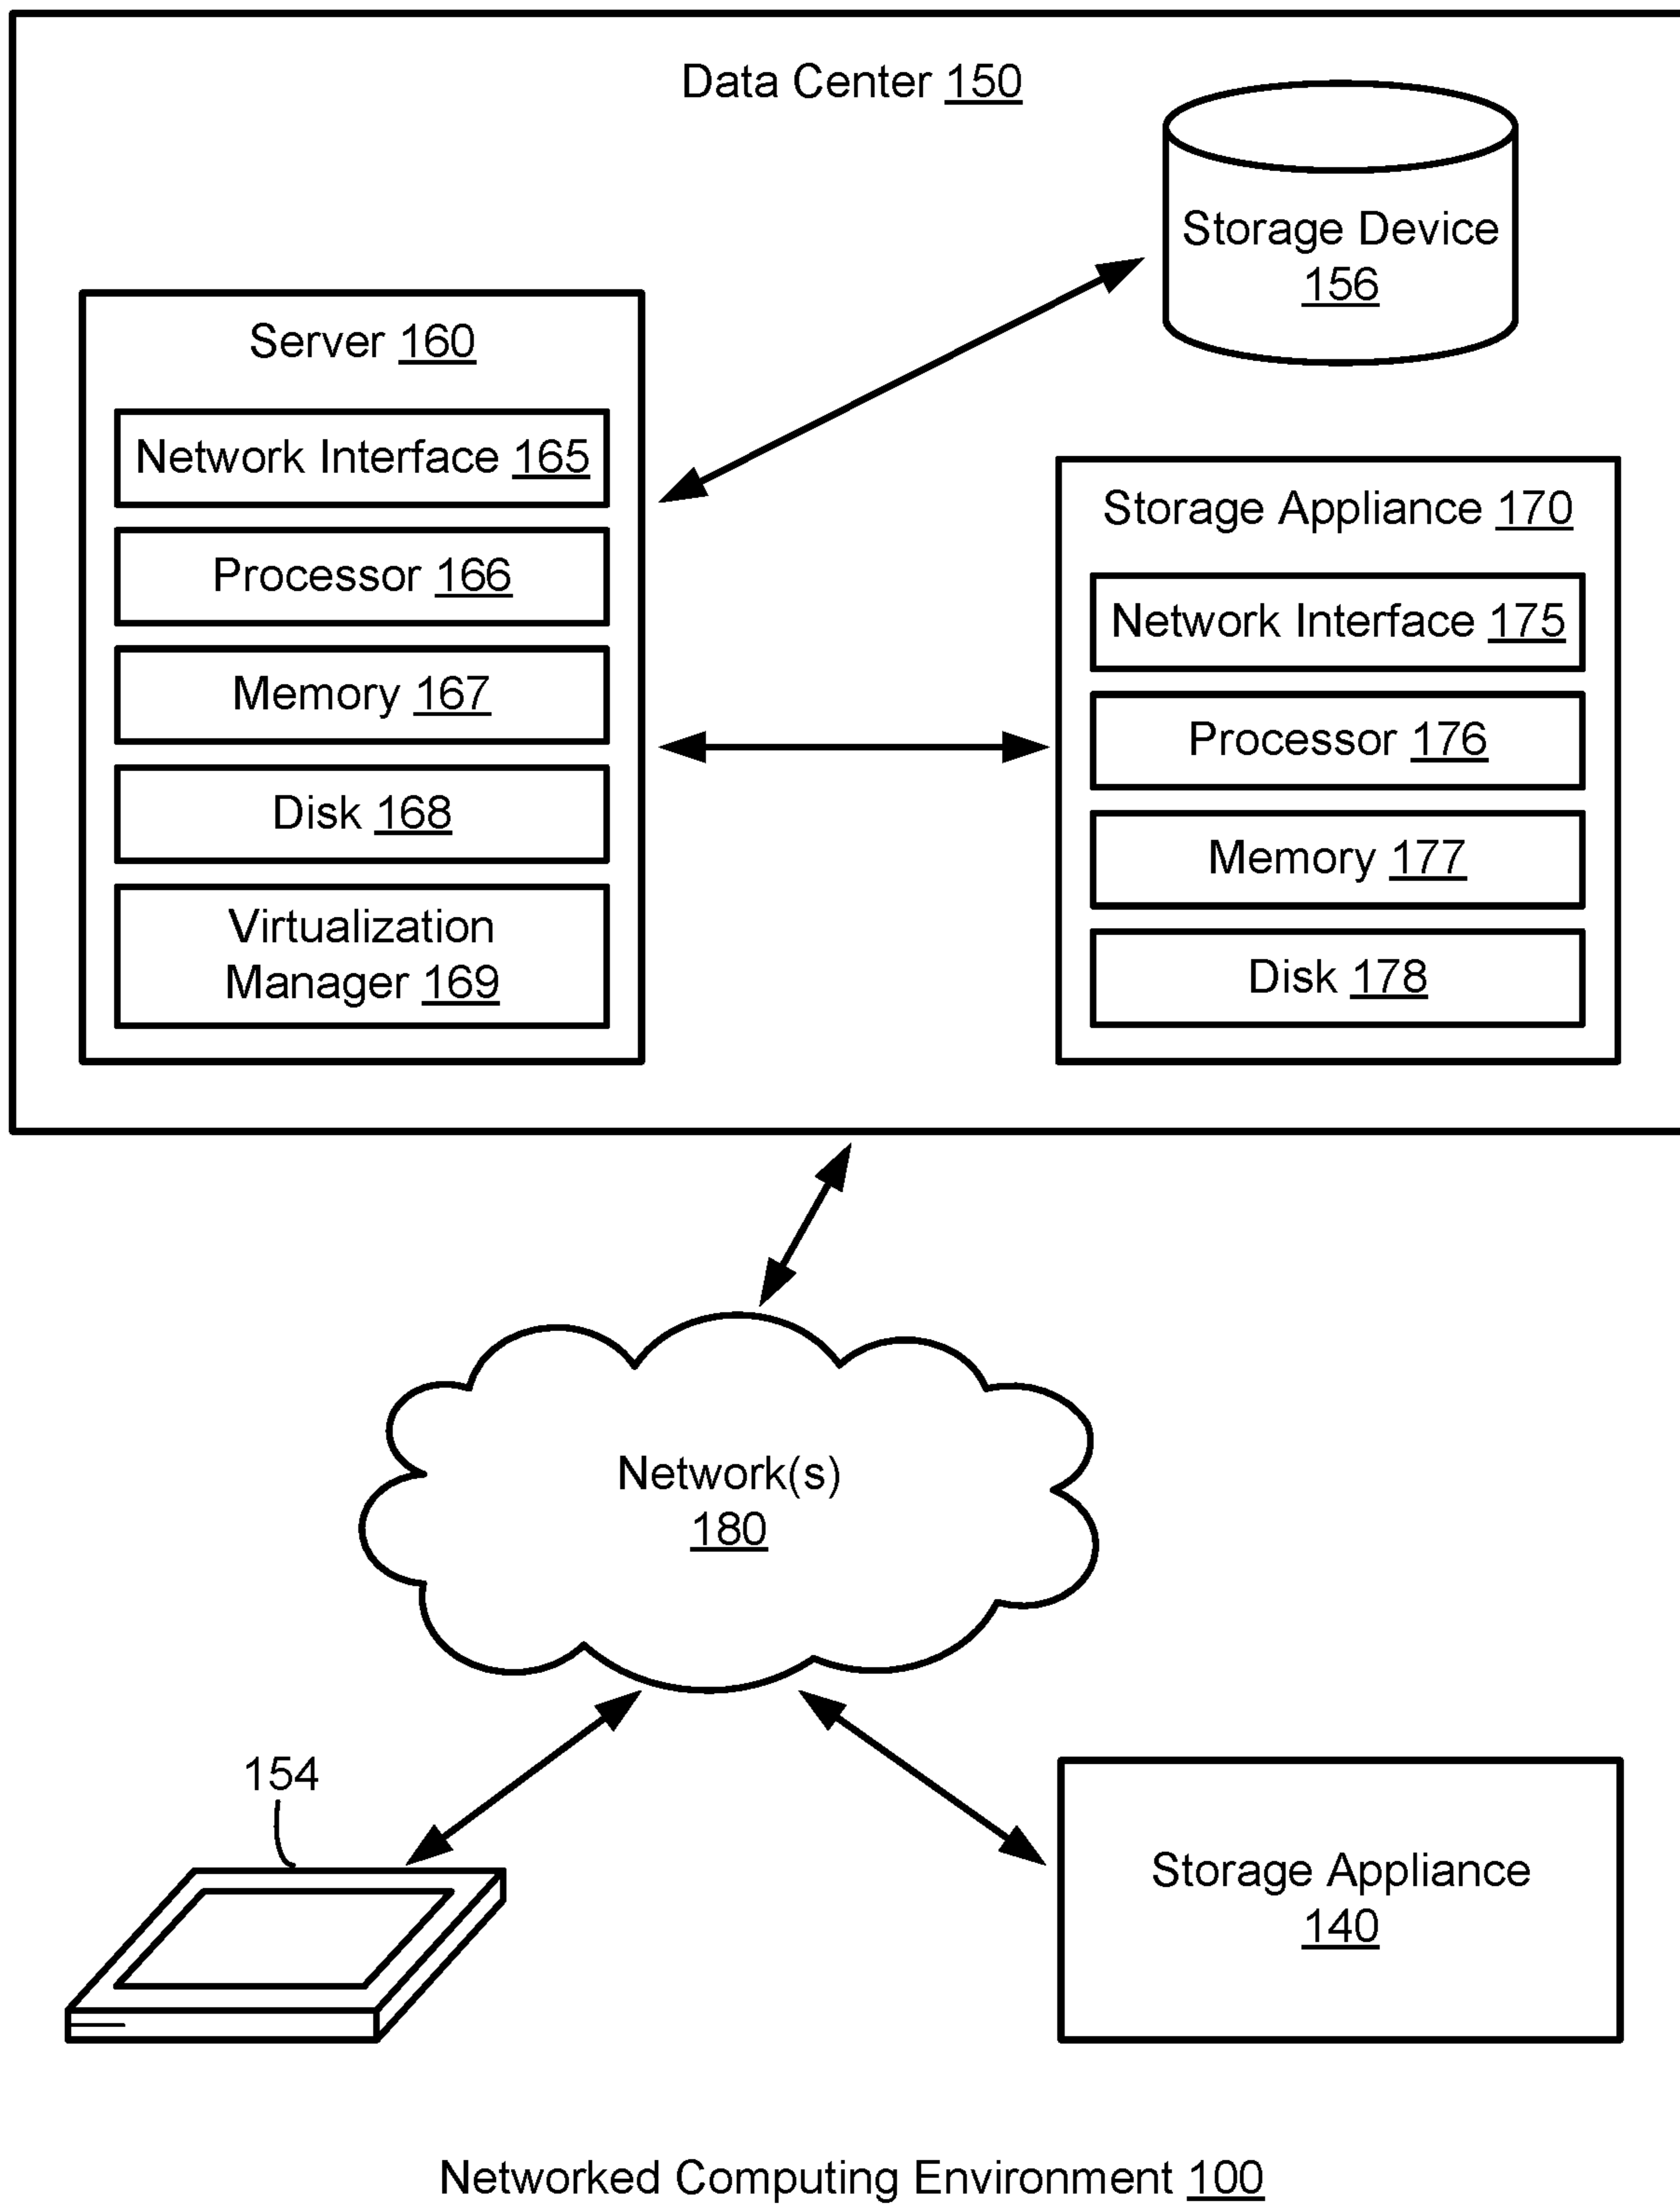 Data Center 150
Storage Device
156
Server 160
Network Interface 165
Processor 166
Memory 167
Disk 168
Virtualization
Manager 169
Storage Appliance 170
Network Interface 175
Processor 176
Memory 177
Disk 178
Network(s)
180
154
Storage Appliance
140
Networked Computing Environment 100